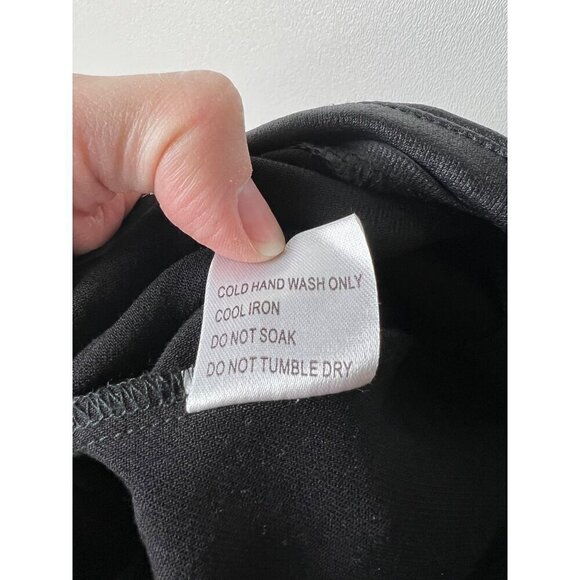 COLD HAND WASH ONLY
COOL IRON
DO NOT SOAK
DO NOT TUMBLE DRY